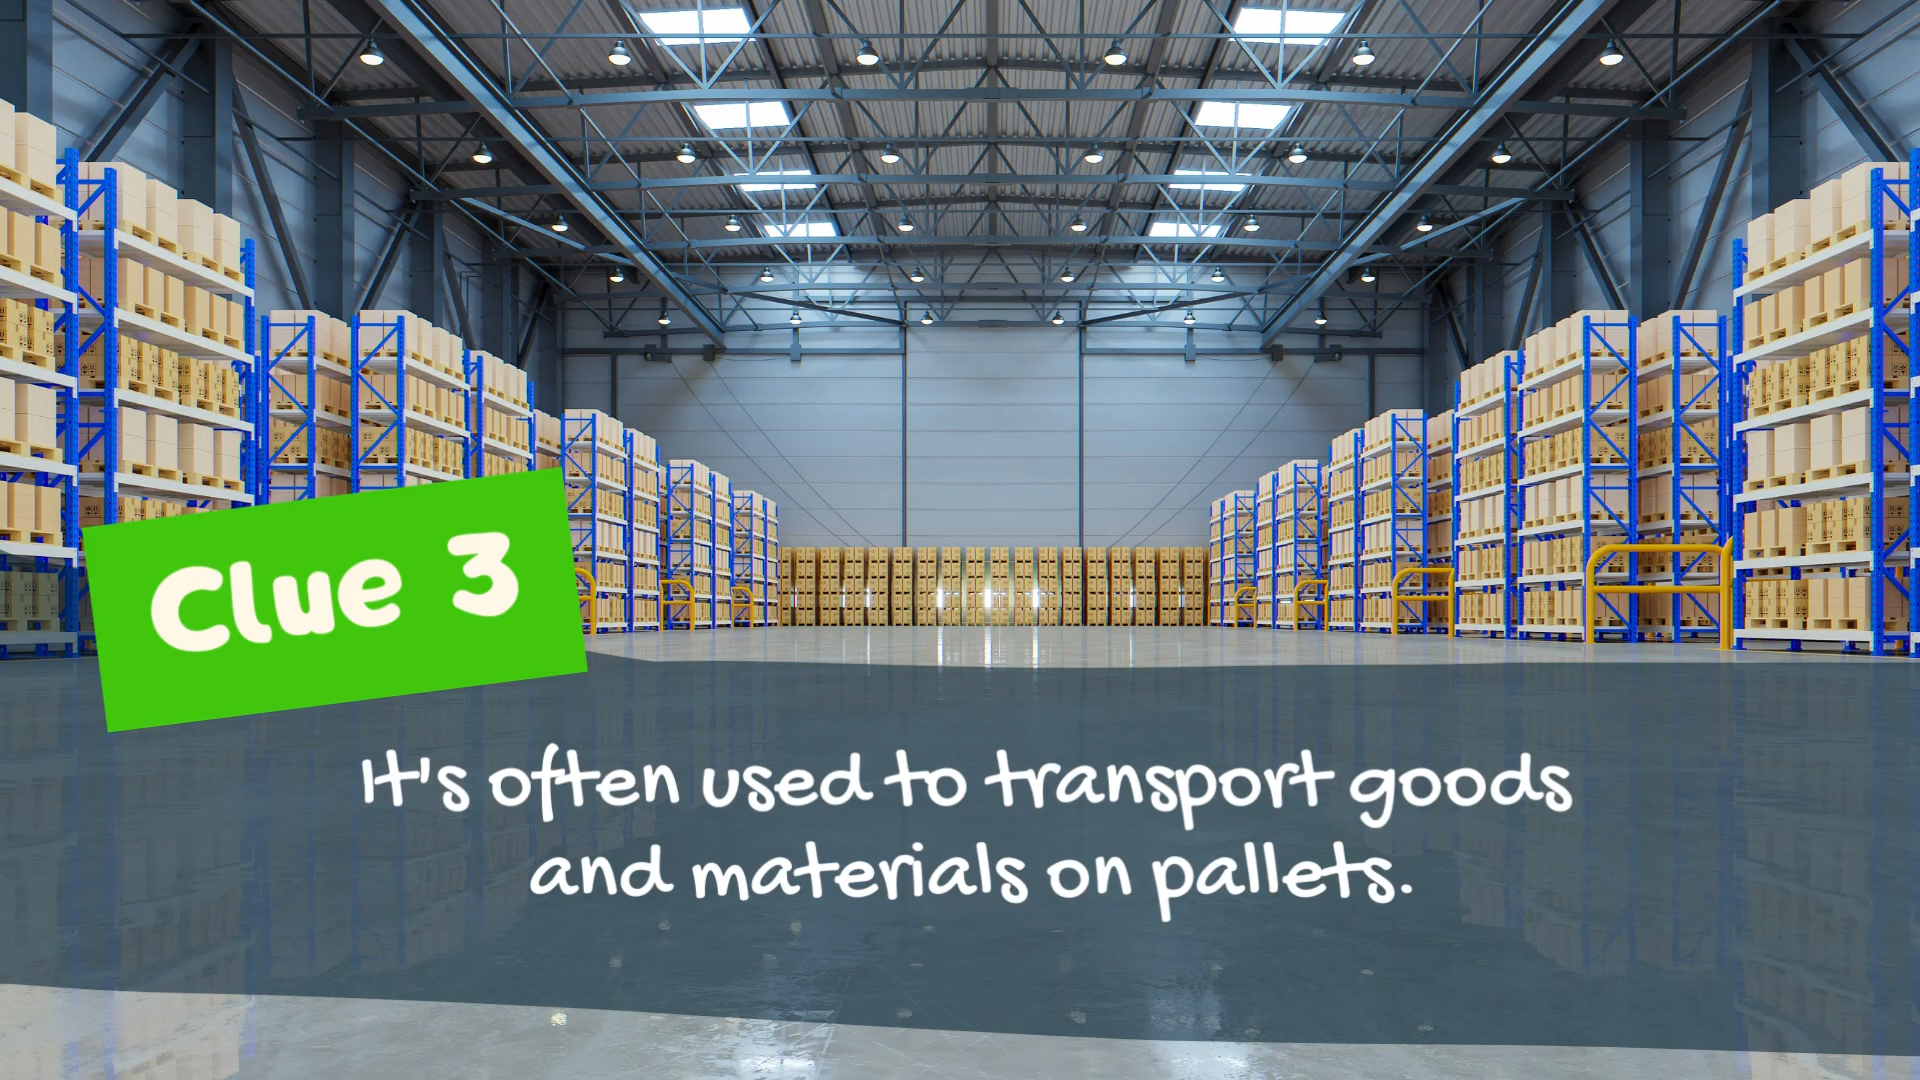 Clue 3
It's often used to transport goods
and materials on pallets.